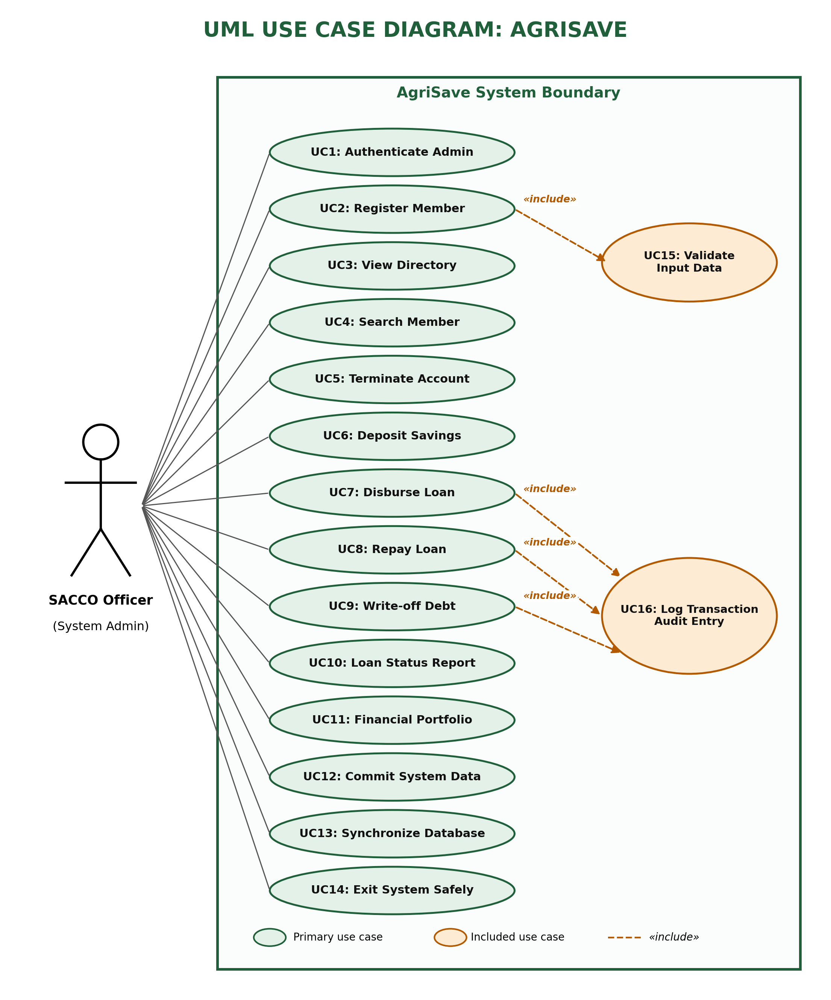 UML USE CASE DIAGRAM: AGRISAVE
AgriSave System Boundary
UC1: Authenticate Admin
UC2: Register Member
«include»
UC3: View Directory
UC15: Validate
Input Data
UC4: Search Member
UC5: Terminate Account
UC6: Deposit Savings
UC7: Disburse Loan
«include»
UC8: Repay Loan
«include»
UC9: Write-off Debt
«include»
UC16: Log Transaction
Audit Entry
SACCO Officer
(System Admin)
UC10: Loan Status Report
UC11: Financial Portfolio
UC12: Commit System Data
UC13: Synchronize Database
UC14: Exit System Safely
Primary use case
Included use case
«include»